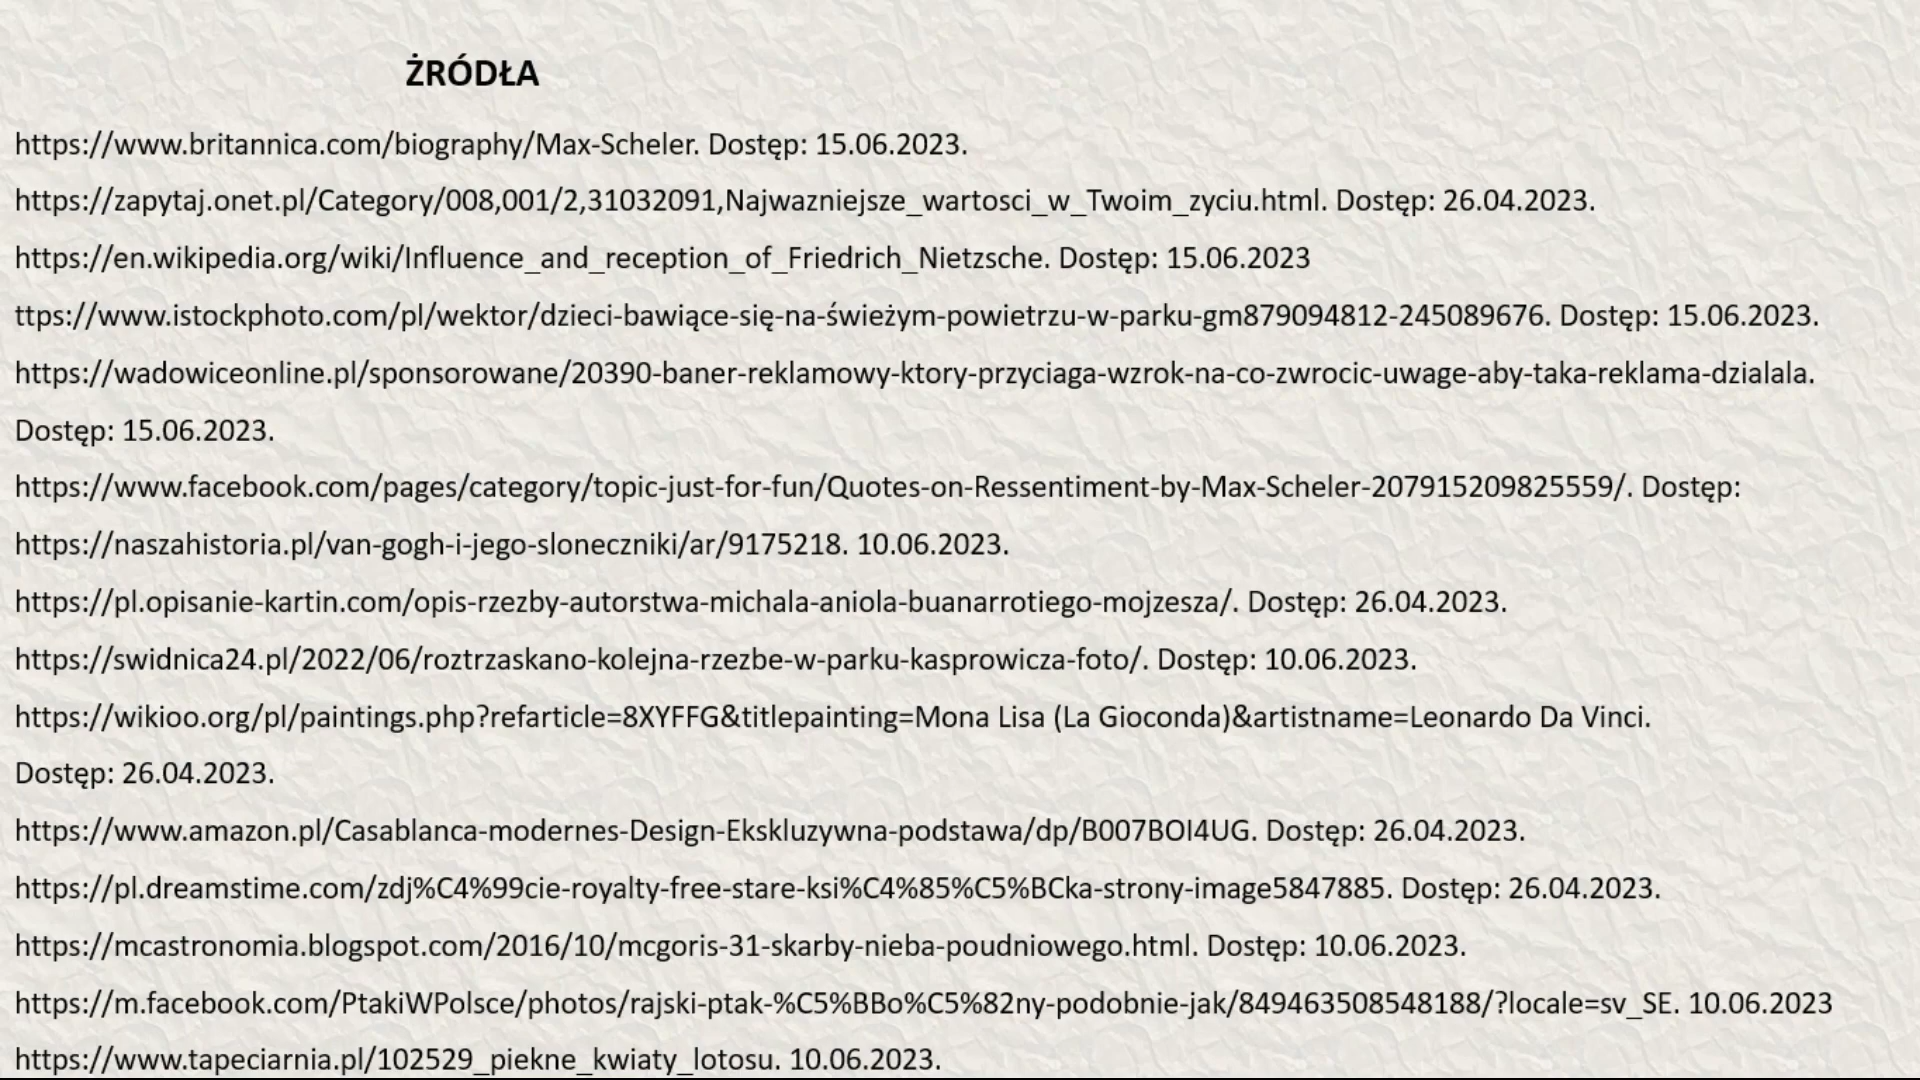 ŻRÓDŁA
https://www.britannica.com/biography/Max-Scheler. Dostęp: 15.06.2023.
https://zapytaj.onet.pl/Category/008,001/2,31032091,Najwazniejsze_wartosci_w_Twoim_zyciu.html. Dostęp: 26.04.2023.
https://en.wikipedia.org/wiki/Influence_and_reception_of_Friedrich_Nietzsche. Dostęp: 15.06.2023
ttps://www.istockphoto.com/pl/wektor/dzieci-bawiące-się-na-świeżym-powietrzu-w-parku-gm879094812-245089676. Dostęp: 15.06.2023.
https://wadowiceonline.pl/sponsorowane/20390-baner-reklamowy-ktory-przyciaga-wzrok-na-co-zwrocic-uwage-aby-taka-reklama-dzialala.
Dostęp: 15.06.2023.
https://www.facebook.com/pages/category/topic-just-for-fun/Quotes-on-Ressentiment-by-Max-Scheler-207915209825559/. Dostęp:
https://naszahistoria.pl/van-gogh-i-jego-sloneczniki/ar/9175218. 10.06.2023.
https://pl.opisanie-kartin.com/opis-rzezby-autorstwa-michala-aniola-buanarrotiego-mojzesza/. Dostęp: 26.04.2023.
https://swidnica24.pl/2022/06/roztrzaskano-kolejna-rzezbe-w-parku-kasprowicza-foto/. Dostęp: 10.06.2023.
https://wikioo.org/pl/paintings.php?refarticle=8XYFFG&titlepainting=Mona Lisa (La Gioconda)&artistname=Leonardo Da Vinci.
Dostęp: 26.04.2023.
https://www.amazon.pl/Casablanca-modernes-Design-Ekskluzywna-podstawa/dp/B007BOI4UG. Dostęp: 26.04.2023.
https://pl.dreamstime.com/zdj%C4%99cie-royalty-free-stare-ksi%C4%85%C5%BCka-strony-image5847885. Dostęp: 26.04.2023.
https://mcastronomia.blogspot.com/2016/10/mcgoris-31-skarby-nieba-poudniowego.html. Dostęp: 10.06.2023.
https://m.facebook.com/PtakiWPolsce/photos/rajski-ptak-%C5%BBo%C5%82ny-podobnie-jak/849463508548188/?locale=sv_SE. 10.06.2023
https://www.tapeciarnia.pl/102529_piekne_kwiaty_lotosu. 10.06.2023.